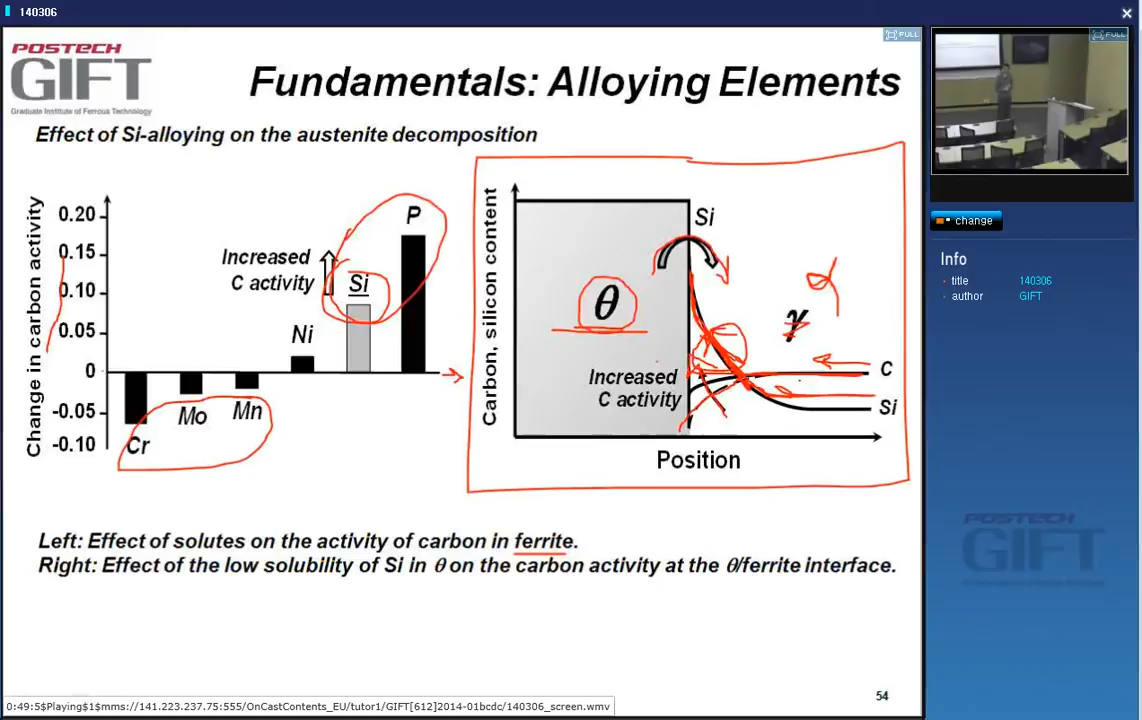 140306
POSTECH
GIFT
Graduate Institute of Ferrous Technology
FULL
FULL
Fundamentals: Alloying Elements
Effect of Si-alloying on the austenite decomposition
Change in carbon activity
0.20
0.15
0.10
0.05
0
-0.05
-0.10
Increased
C activity
Cr
Mo
Mn
Ni
Si
P
Carbon, silicon content
Si
θ
γ
α
Increased
C activity
C
Si
Position
Left: Effect of solutes on the activity of carbon in ferrite.
Right: Effect of the low solubility of Si in θ on the carbon activity at the θ/ferrite interface.
54
0:49:5$Playing$1$mms://141.223.237.75:555/OnCastContents_EU/tutor1/GIFT[612]2014-01bcdc/140306_screen.wmv
change
Info
title 140306
author GIFT
POSTECH
GIFT